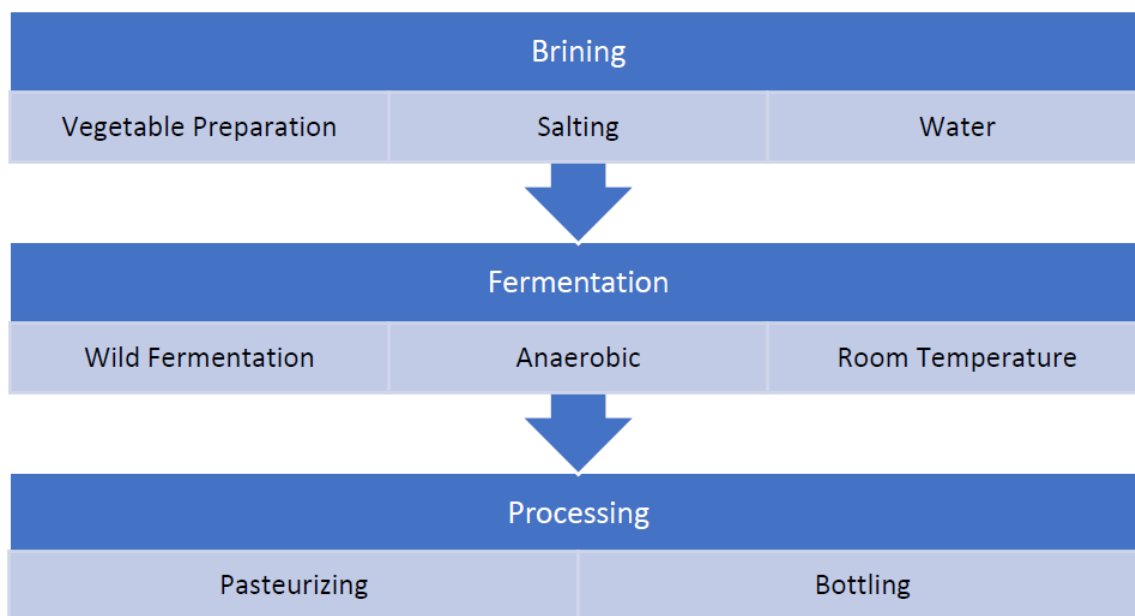 Brining
Vegetable Preparation
Salting
Water
Fermentation
Wild Fermentation
Anaerobic
Room Temperature
Processing
Pasteurizing
Bottling